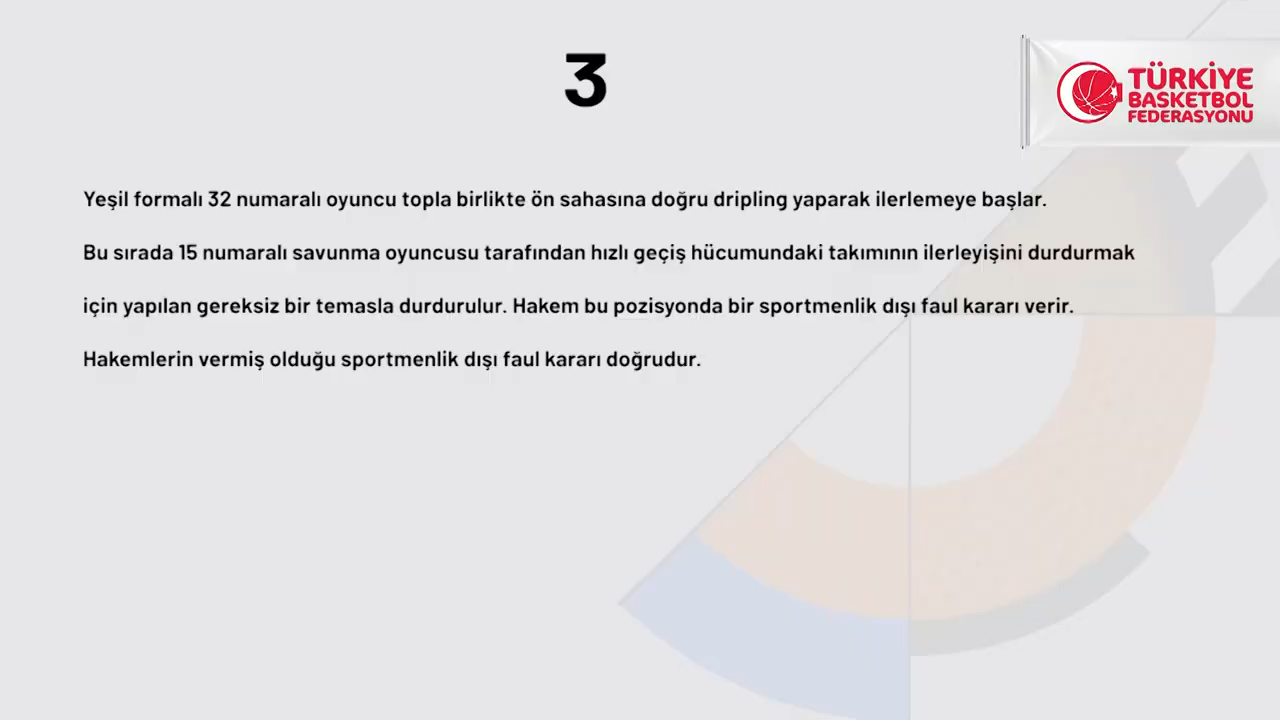 3
TÜRKİYE
BASKETBOL
FEDERASYONU
Yeşil formalı 32 numaralı oyuncu topla birlikte ön sahasına doğru dripling yaparak ilerlemeye başlar.
Bu sırada 15 numaralı savunma oyuncusu tarafından hızlı geçiş hücumundaki takımının ilerleyişini durdurmak
için yapılan gereksiz bir temasla durdurulur. Hakem bu pozisyonda bir sportmenlik dışı faul kararı verir.
Hakemlerin vermiş olduğu sportmenlik dışı faul kararı doğrudur.